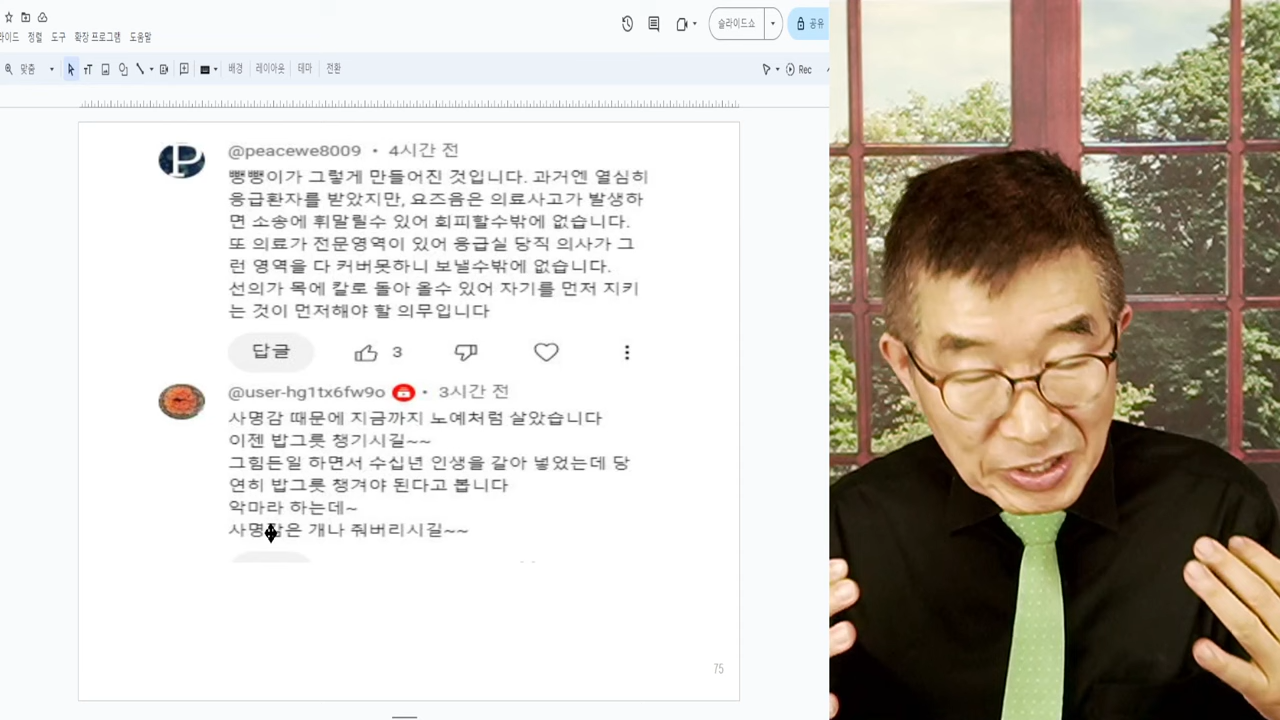 라이드 정렬 도구 확장 프로그램 도움말
슬라이드쇼
공유
맞춤
배경 레이아웃 테마 전환
Rec
@peacewe8009 • 4시간 전
뺑뺑이가 그렇게 만들어진 것입니다. 과거엔 열심히
응급환자를 받았지만, 요즈음은 의료사고가 발생하
면 소송에 휘말릴수 있어 회피할수밖에 없습니다.
또 의료가 전문영역이 있어 응급실 당직 의사가 그
런 영역을 다 커버못하니 보낼수밖에 없습니다.
선의가 목에 칼로 돌아 올수 있어 자기를 먼저 지키
는 것이 먼저해야 할 의무입니다
답글 3
@user-hg1tx6fw9o • 3시간 전
사명감 때문에 지금까지 노예처럼 살았습니다
이젠 밥그릇 챙기시길~~
그힘든일 하면서 수십년 인생을 갈아 넣었는데 당
연히 밥그릇 챙겨야 된다고 봅니다
악마라 하는데~
사명감은 개나 줘버리시길~~
75